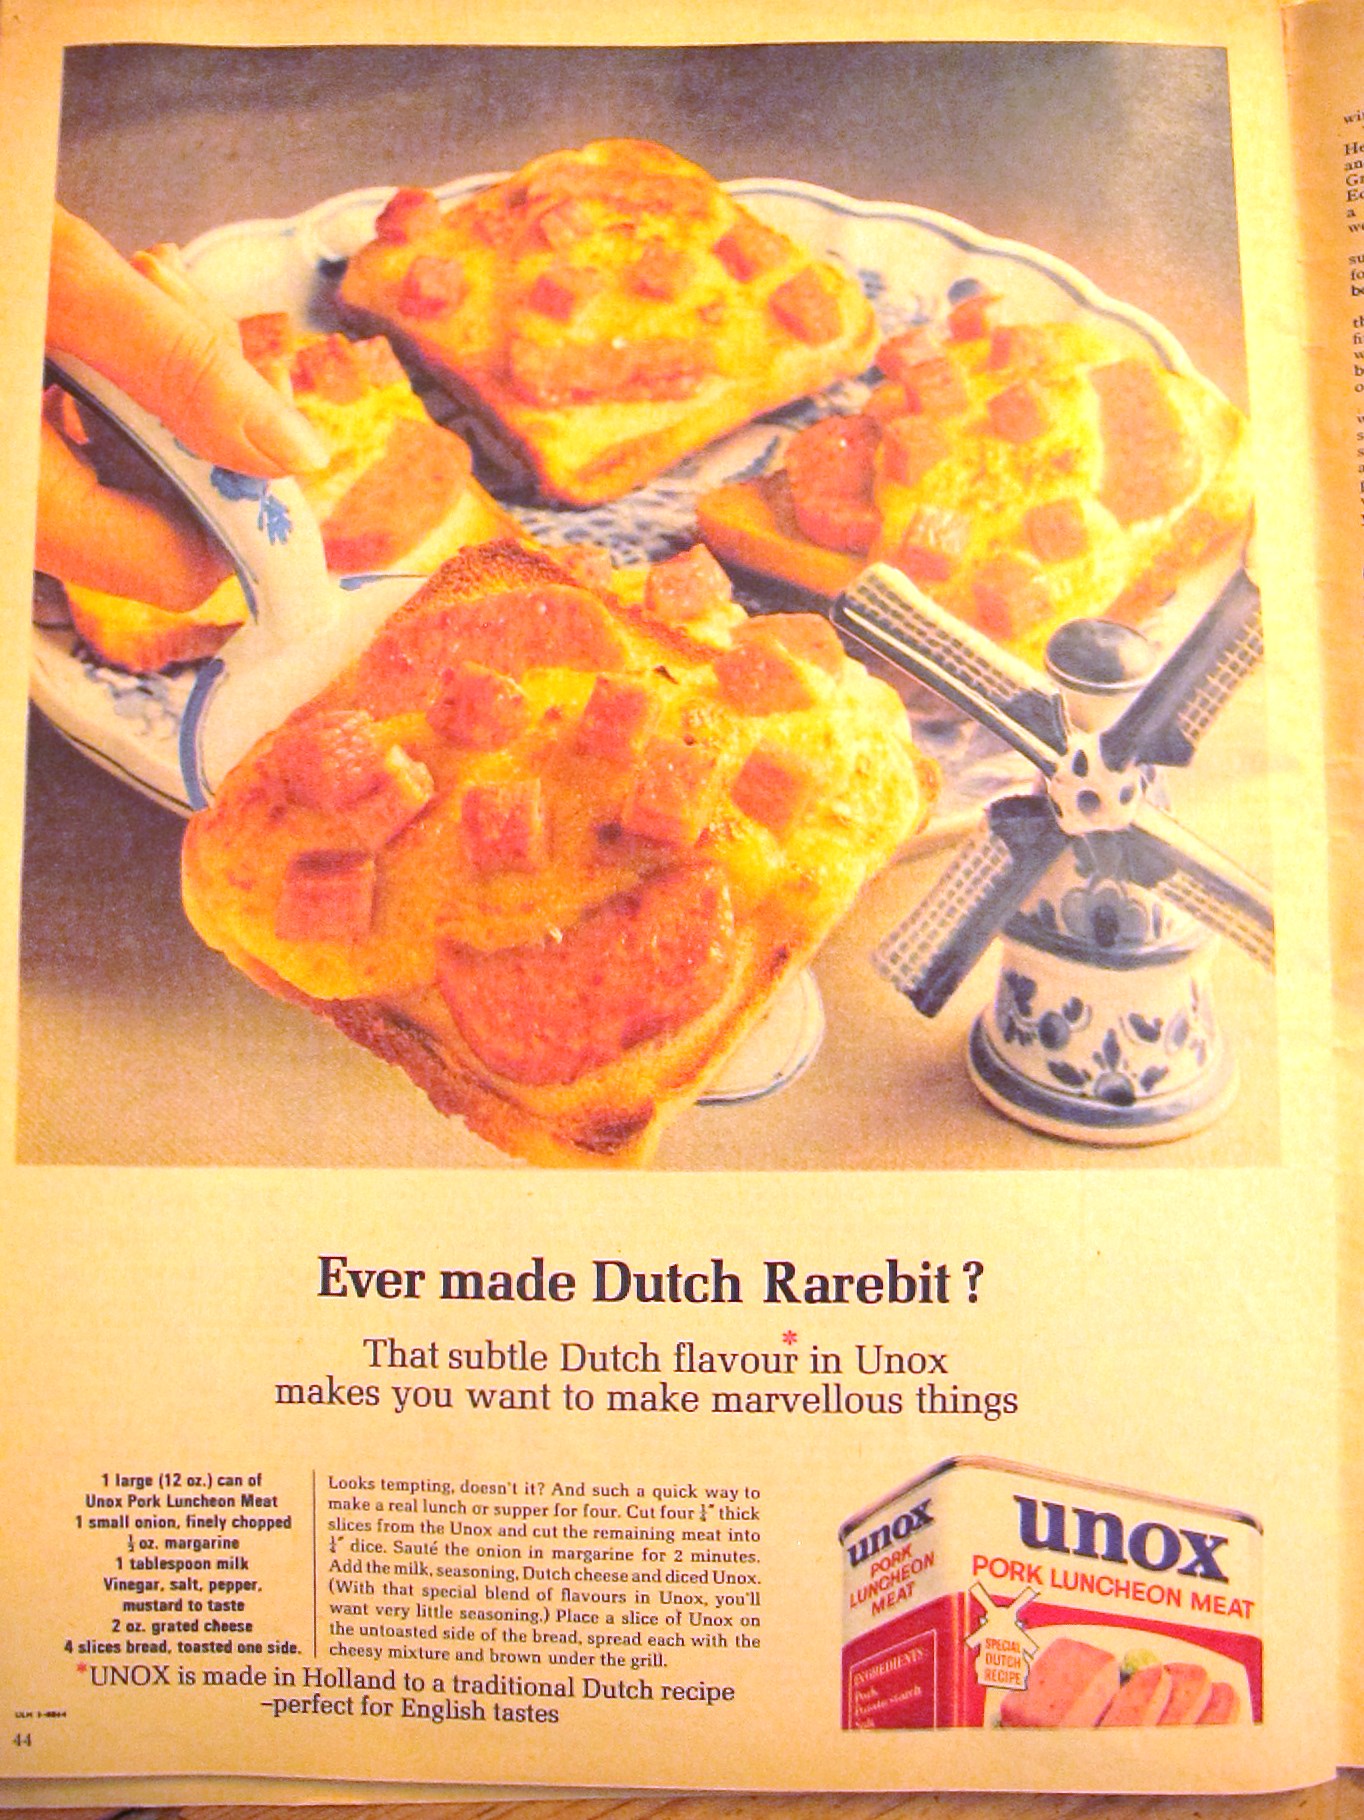 Ever made Dutch Rarebit ?
That subtle Dutch flavour* in Unox
makes you want to make marvellous things
1 large (12 oz.) can of
Unox Pork Luncheon Meat
1 small onion, finely chopped
½ oz. margarine
1 tablespoon milk
Vinegar, salt, pepper,
mustard to taste
2 oz. grated cheese
4 slices bread, toasted one side.
Looks tempting, doesn't it? And such a quick way to
make a real lunch or supper for four. Cut four ¼" thick
slices from the Unox and cut the remaining meat into
¼" dice. Sauté the onion in margarine for 2 minutes.
Add the milk, seasoning, Dutch cheese and diced Unox.
(With that special blend of flavours in Unox, you'll
want very little seasoning.) Place a slice of Unox on
the untoasted side of the bread, spread each with the
cheesy mixture and brown under the grill.
*UNOX is made in Holland to a traditional Dutch recipe
–perfect for English tastes
unox
PORK
LUNCHEON
MEAT
INGREDIENTS:
Pork
Potato starch
Salt
unox
PORK LUNCHEON MEAT
SPECIAL
DUTCH
RECIPE
44